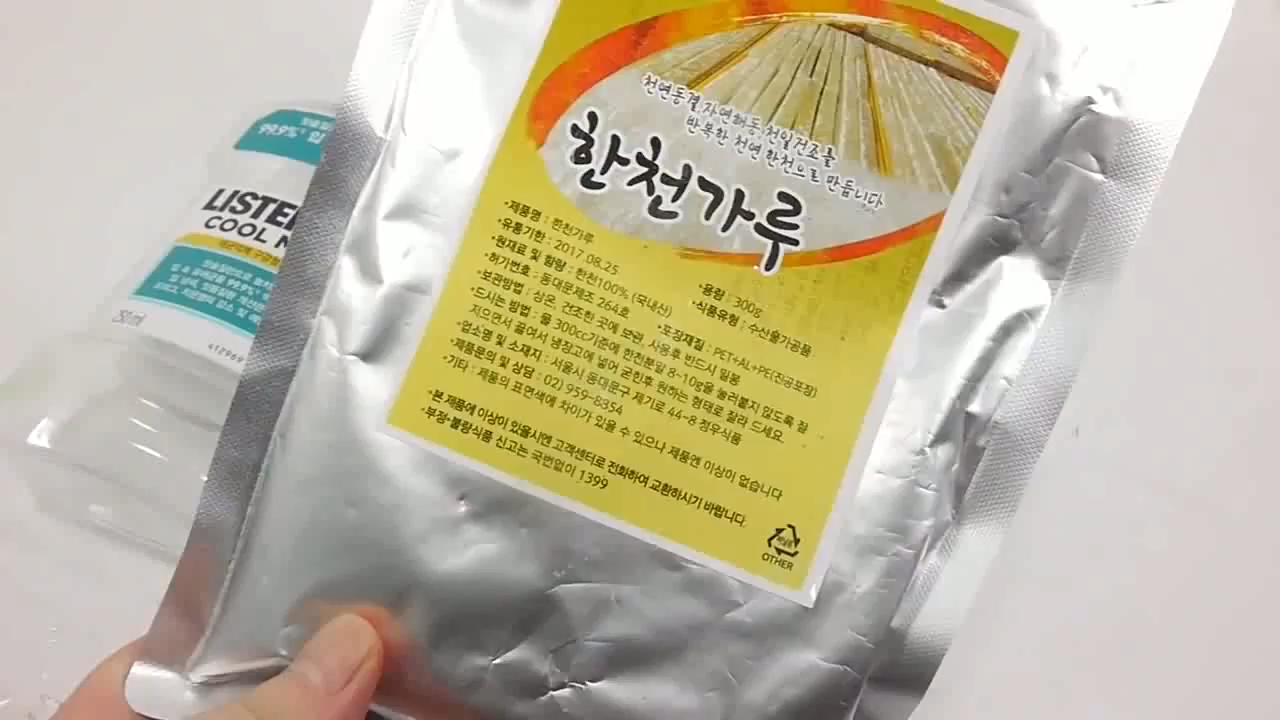 천연동결,자연해동,천일건조를
반복한 천연 한천으로 만듭니다
한천가루
•제품명 : 한천가루
•유통기한 : 2017.08.25
•용량 : 300g
•원재료 및 함량 : 한천100% (국내산)
•식품유형 : 수산물가공품
•허가번호 : 동대문제조 264호
•포장재질 : PET+AL+PE(진공포장)
•보관방법 : 상온, 건조한 곳에 보관, 사용후 반드시 밀봉
•드시는 방법 : 물 300cc기준에 한천분말 8~10g을 눌러붙지 않도록 잘
저으면서 끓여서 냉장고에 넣어 굳힌후 원하는 형태로 잘라 드세요.
•업소명 및 소재지 : 서울시 동대문구 제기로 44-8 청우식품
•제품문의 및 상담 : 02) 959-8354
•기타 : 제품의 표면색에 차이가 있을 수 있으나 제품엔 이상이 없습니다
•본 제품에 이상이 있을시엔 고객센터로 전화하여 교환하시기 바랍니다.
•부정·불량식품 신고는 국번없이 1399
OTHER
99.9%
LISTE
COOL